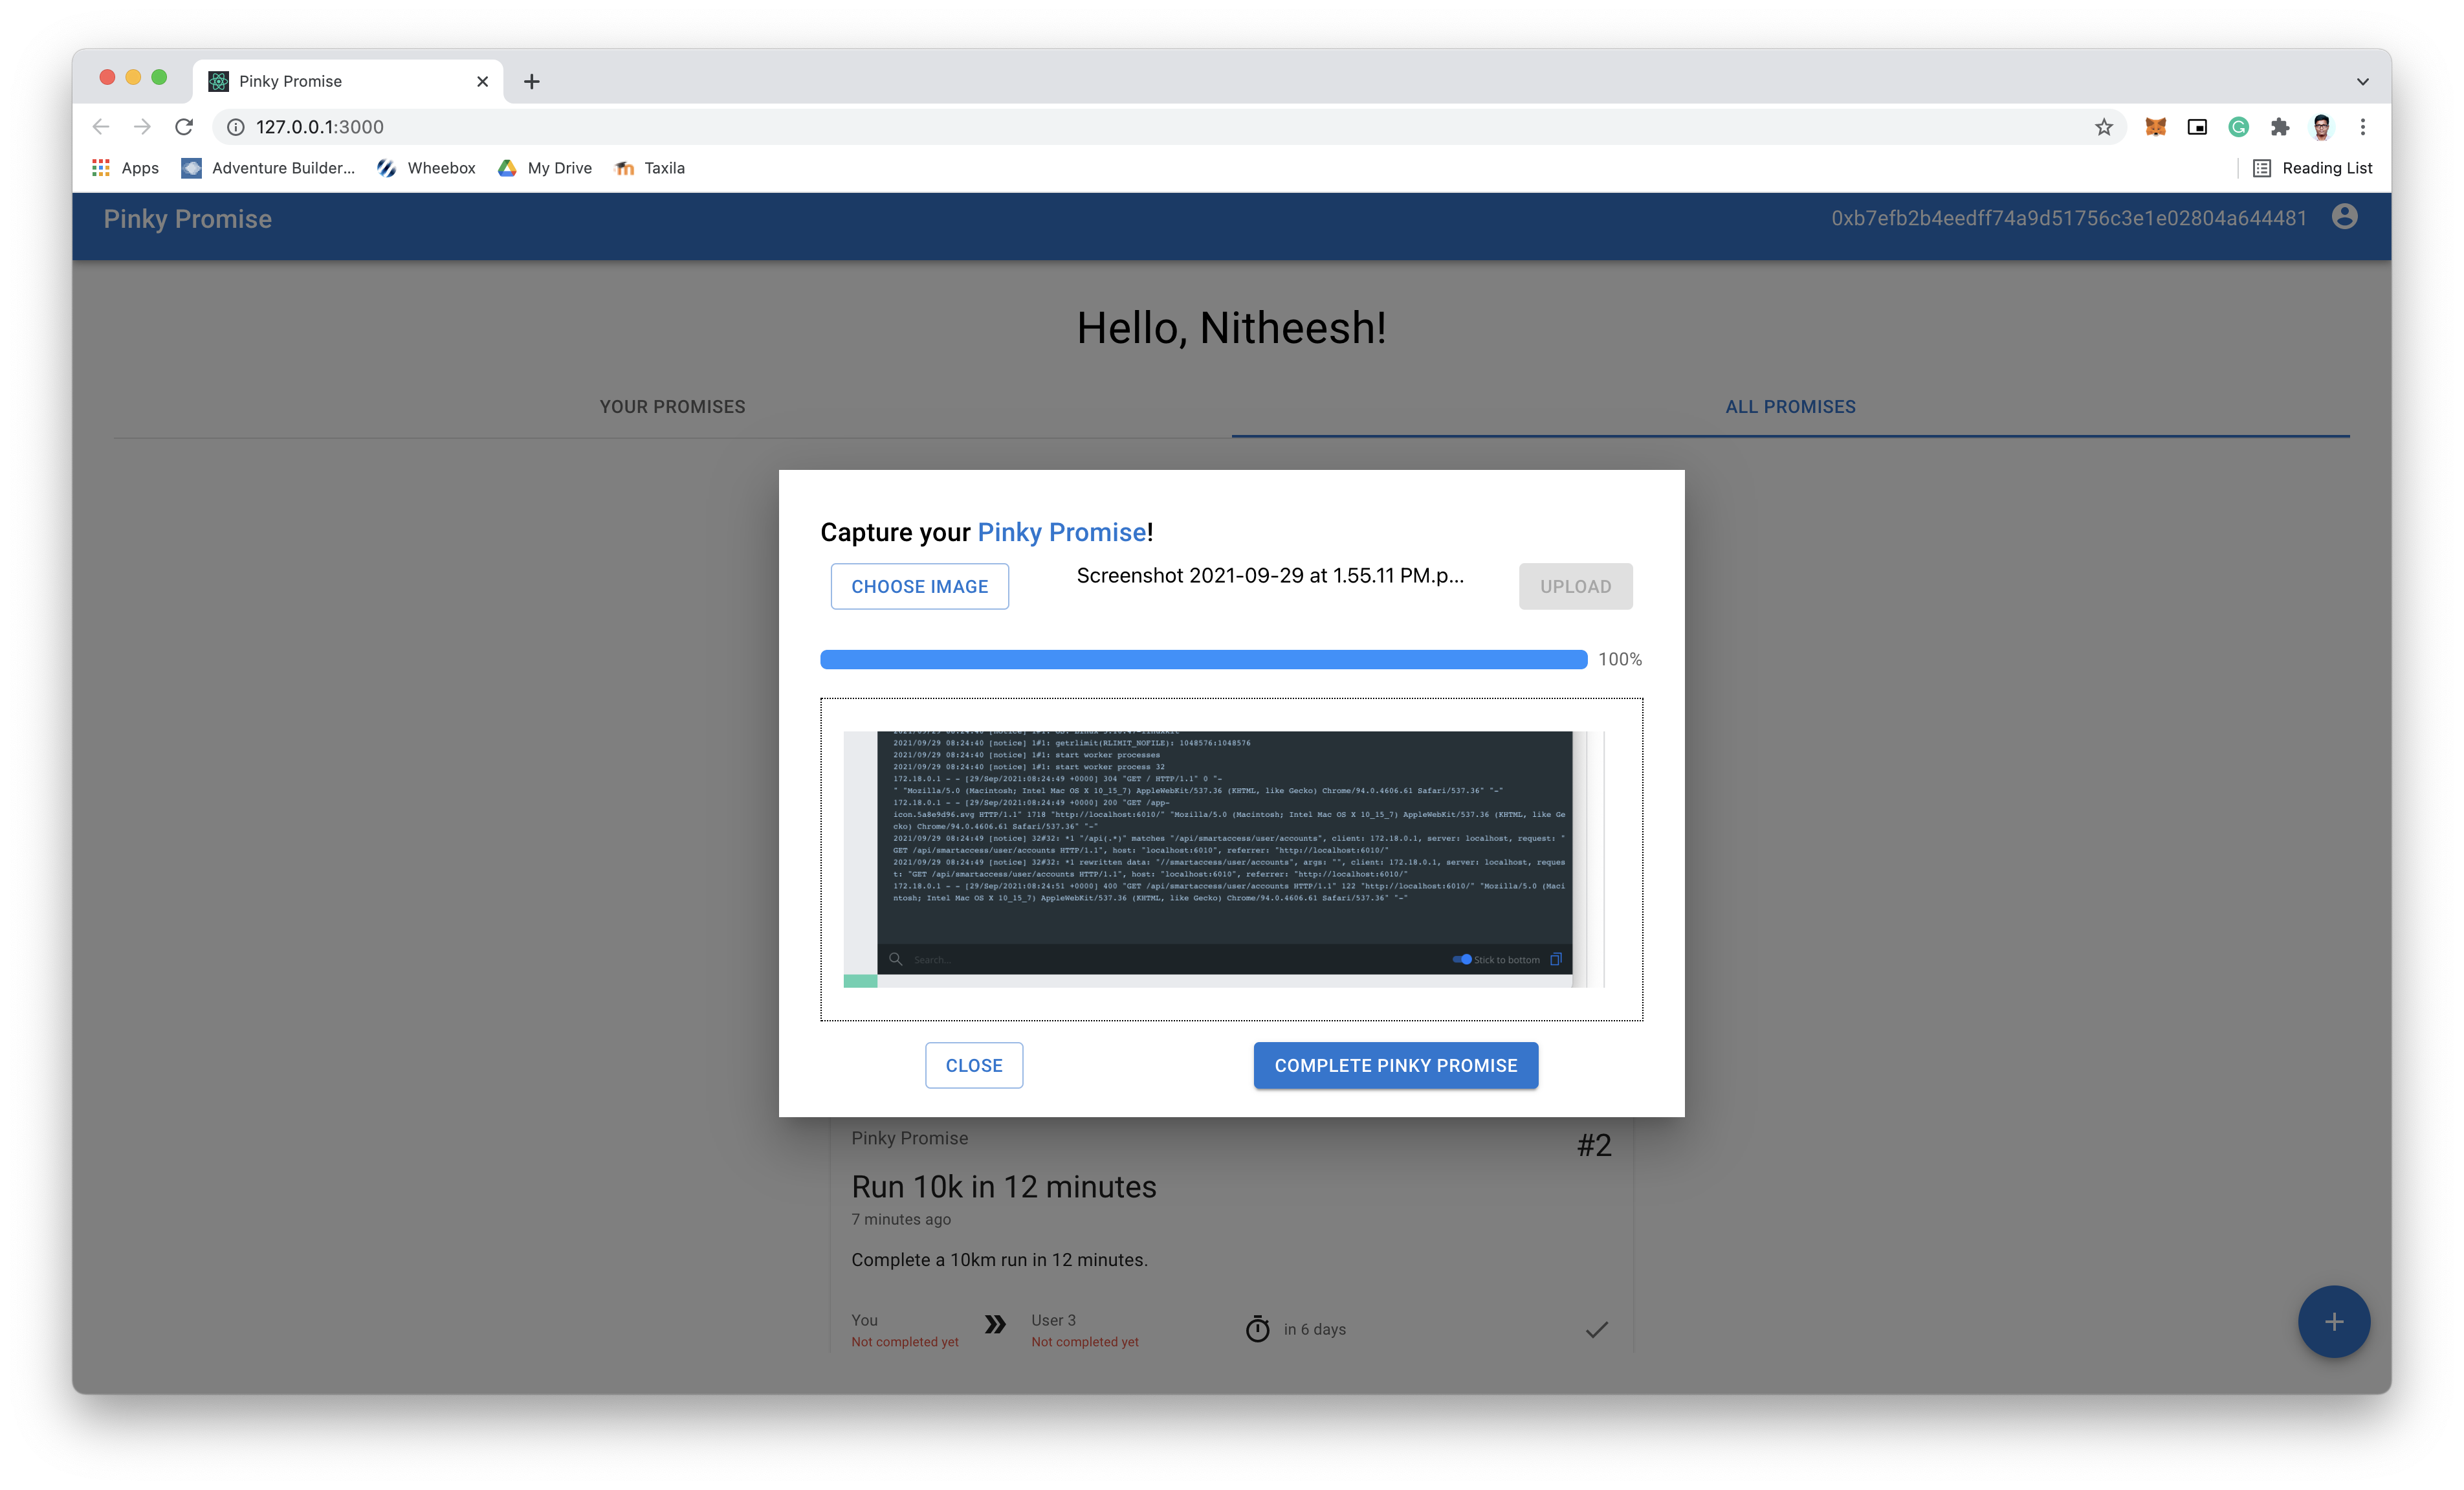 Pinky Promise
127.0.0.1:3000
Apps
Adventure Builder...
Wheebox
My Drive
Taxila
Reading List
Pinky Promise
0xb7efb2b4eedff74a9d51756c3e1e02804a644481
Hello, Nitheesh!
YOUR PROMISES
ALL PROMISES
Capture your Pinky Promise!
CHOOSE IMAGE
Screenshot 2021-09-29 at 1.55.11 PM.p...
UPLOAD
100%
2021/09/29 08:24:40 [notice] 1#1: getrlimit(RLIMIT_NOFILE): 1048576:1048576
2021/09/29 08:24:40 [notice] 1#1: start worker processes
2021/09/29 08:24:40 [notice] 1#1: start worker process 32
172.18.0.1 - - [29/Sep/2021:08:24:49 +0000] 304 "GET / HTTP/1.1" 0 "-
" "Mozilla/5.0 (Macintosh; Intel Mac OS X 10_15_7) AppleWebKit/537.36 (KHTML, like Gecko) Chrome/94.0.4606.61 Safari/537.36" "-"
172.18.0.1 - - [29/Sep/2021:08:24:49 +0000] 200 "GET /app-
icon.5a8e9d96.svg HTTP/1.1" 1718 "http://localhost:6010/" "Mozilla/5.0 (Macintosh; Intel Mac OS X 10_15_7) AppleWebKit/537.36 (KHTML, like Ge
cko) Chrome/94.0.4606.61 Safari/537.36" "-"
2021/09/29 08:24:49 [notice] 32#32: *1 "/api(.*)" matches "/api/smartaccess/user/accounts", client: 172.18.0.1, server: localhost, request: "
GET /api/smartaccess/user/accounts HTTP/1.1", host: "localhost:6010", referrer: "http://localhost:6010/"
2021/09/29 08:24:49 [notice] 32#32: *1 rewritten data: "//smartaccess/user/accounts", args: "", client: 172.18.0.1, server: localhost, reques
t: "GET /api/smartaccess/user/accounts HTTP/1.1", host: "localhost:6010", referrer: "http://localhost:6010/"
172.18.0.1 - - [29/Sep/2021:08:24:51 +0000] 400 "GET /api/smartaccess/user/accounts HTTP/1.1" 122 "http://localhost:6010/" "Mozilla/5.0 (Maci
ntosh; Intel Mac OS X 10_15_7) AppleWebKit/537.36 (KHTML, like Gecko) Chrome/94.0.4606.61 Safari/537.36" "-"
Search...
Stick to bottom
CLOSE
COMPLETE PINKY PROMISE
Pinky Promise
#2
Run 10k in 12 minutes
7 minutes ago
Complete a 10km run in 12 minutes.
You
Not completed yet
User 3
Not completed yet
in 6 days